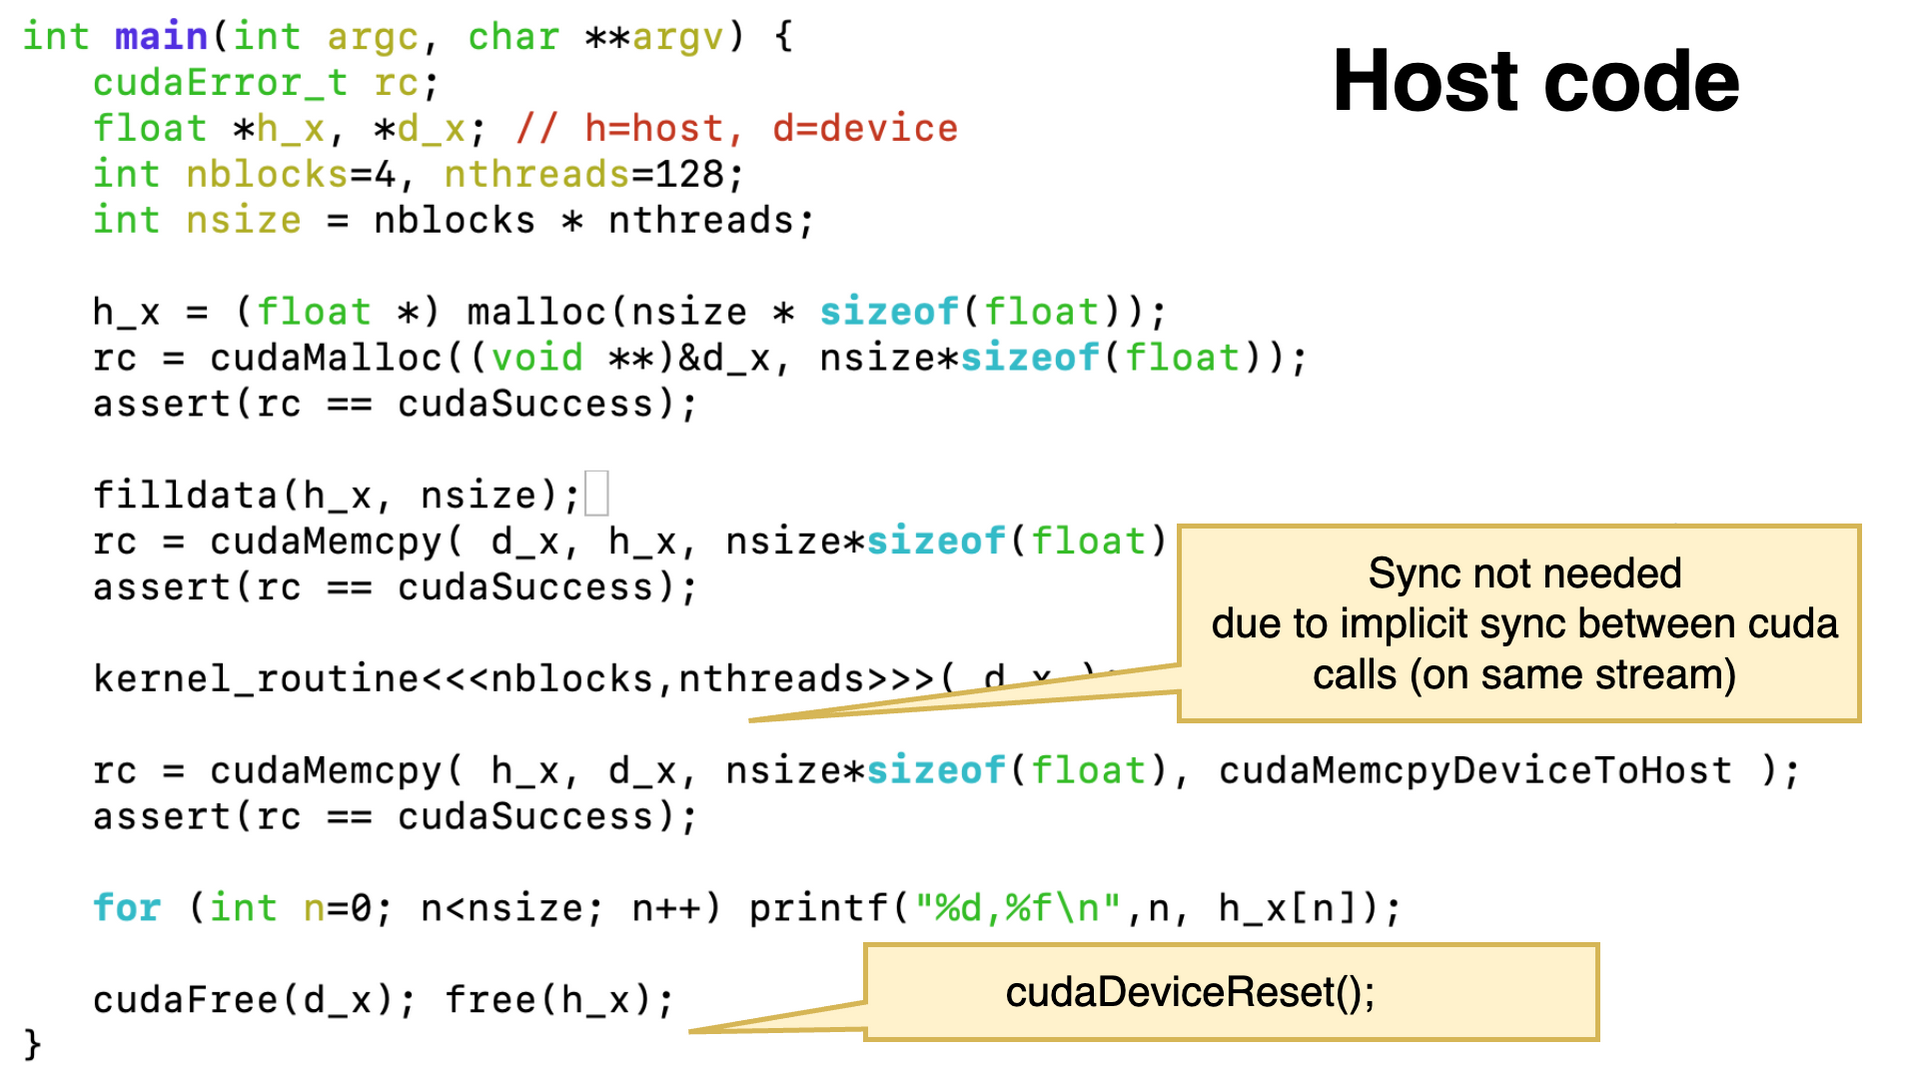 int main(int argc, char **argv) {
Host code
cudaError_t rc;
float *h_x, *d_x; // h=host, d=device
int nblocks=4, nthreads=128;
int nsize = nblocks * nthreads;
h_x = (float *) malloc(nsize * sizeof(float));
rc = cudaMalloc((void **)&d_x, nsize*sizeof(float));
assert(rc == cudaSuccess);
filldata(h_x, nsize);
rc = cudaMemcpy( d_x, h_x, nsize*sizeof(float)
assert(rc == cudaSuccess);
Sync not needed
due to implicit sync between cuda
calls (on same stream)
kernel_routine<<<nblocks,nthreads>>>( d_x );
rc = cudaMemcpy( h_x, d_x, nsize*sizeof(float), cudaMemcpyDeviceToHost );
assert(rc == cudaSuccess);
for (int n=0; n<nsize; n++) printf("%d,%f\n",n, h_x[n]);
cudaFree(d_x); free(h_x);
cudaDeviceReset();
}